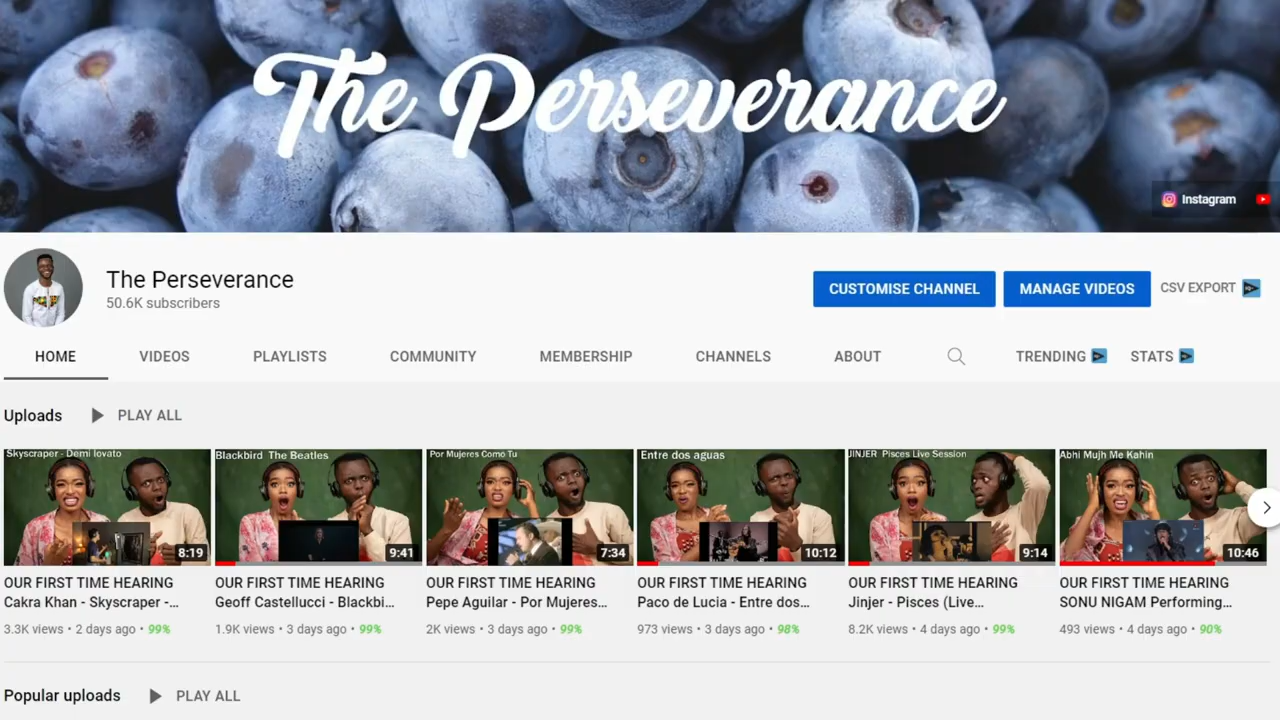 The Perseverance
Instagram
The Perseverance
50.6K subscribers
CUSTOMISE CHANNEL
MANAGE VIDEOS
CSV EXPORT
HOME
VIDEOS
PLAYLISTS
COMMUNITY
MEMBERSHIP
CHANNELS
ABOUT
TRENDING
STATS
Uploads
PLAY ALL
Skyscraper - Demi lovato
8:19
OUR FIRST TIME HEARING
Cakra Khan - Skyscraper -...
3.3K views • 2 days ago • 99%
Blackbird The Beatles
9:41
OUR FIRST TIME HEARING
Geoff Castellucci - Blackbi...
1.9K views • 3 days ago • 99%
Por Mujeres Como Tu
7:34
OUR FIRST TIME HEARING
Pepe Aguilar - Por Mujeres...
2K views • 3 days ago • 99%
Entre dos aguas
10:12
OUR FIRST TIME HEARING
Paco de Lucia - Entre dos...
973 views • 3 days ago • 98%
JINJER Pisces Live Session
9:14
OUR FIRST TIME HEARING
Jinjer - Pisces (Live...
8.2K views • 4 days ago • 99%
Abhi Mujh Me Kahin
10:46
OUR FIRST TIME HEARING
SONU NIGAM Performing...
493 views • 4 days ago • 90%
Popular uploads
PLAY ALL